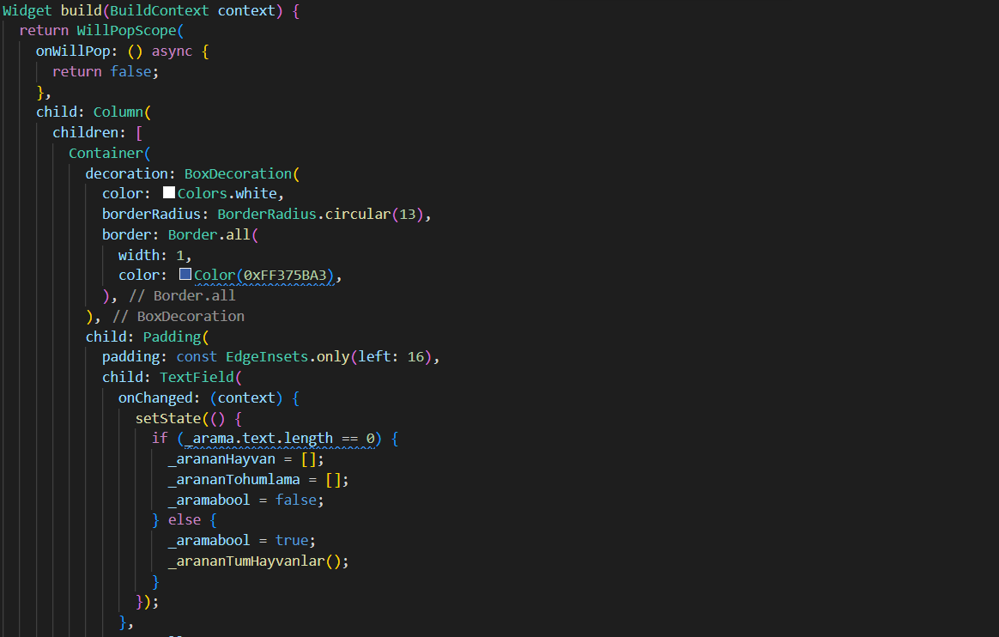 Widget build(BuildContext context) {
return WillPopScope(
onWillPop: () async {
return false;
},
child: Column(
children: [
Container(
decoration: BoxDecoration(
color: Colors.white,
borderRadius: BorderRadius.circular(13),
border: Border.all(
width: 1,
color: Color(0xFF375BA3),
), // Border.all
), // BoxDecoration
child: Padding(
padding: const EdgeInsets.only(left: 16),
child: TextField(
onChanged: (context) {
setState(() {
if (_arama.text.length == 0) {
_arananHayvan = [];
_arananTohumlama = [];
_aramabool = false;
} else {
_aramabool = true;
_arananTumHayvanlar();
}
});
},